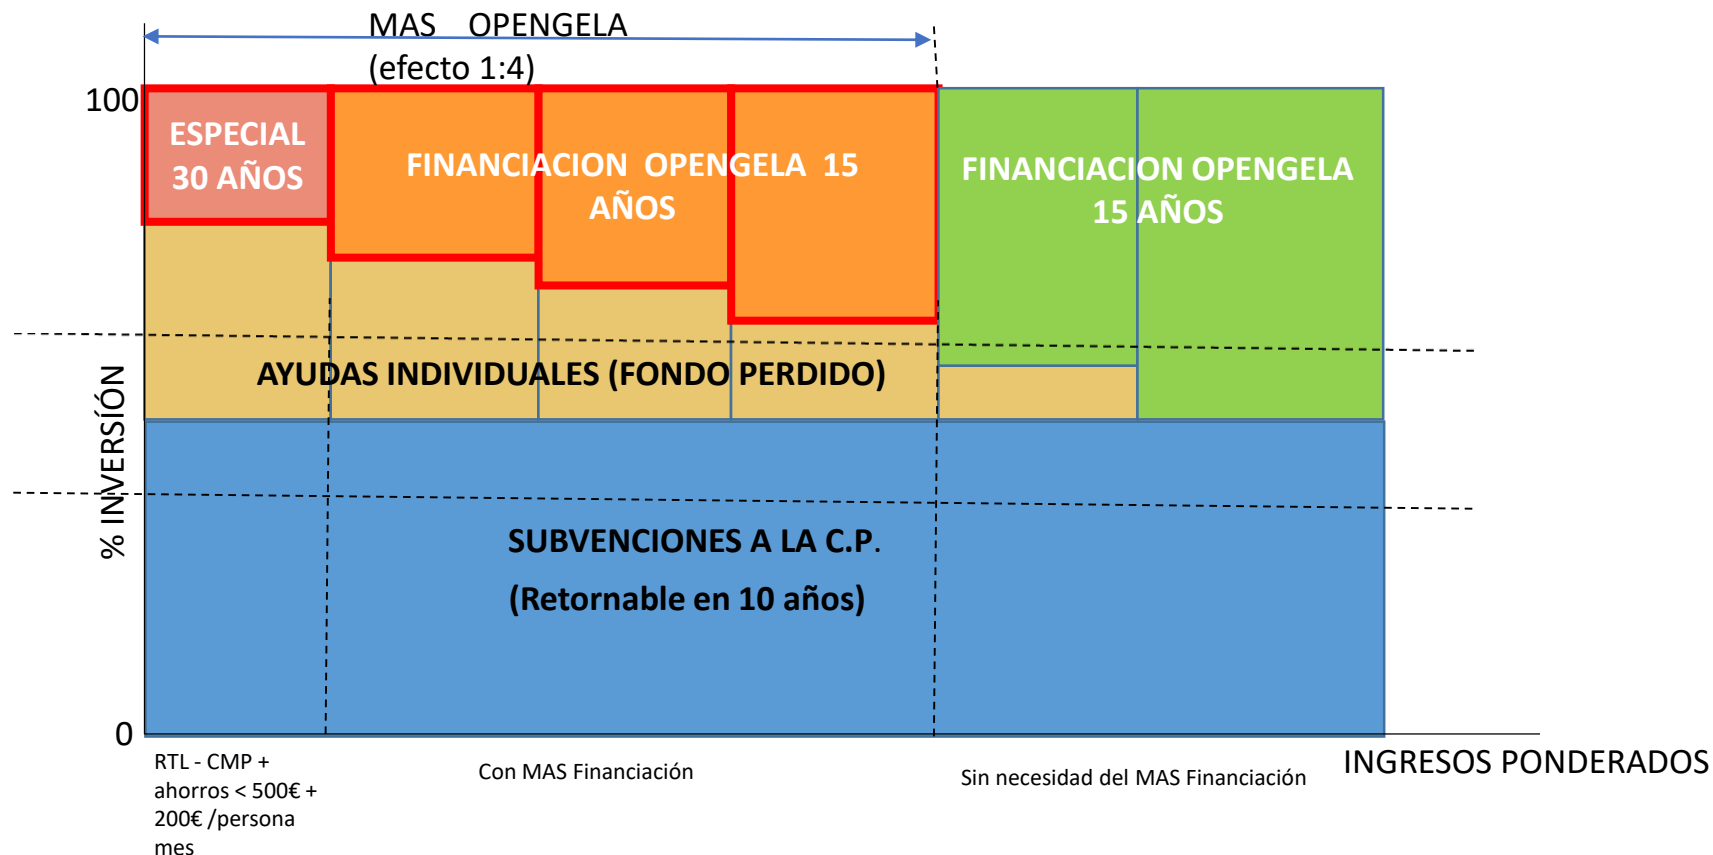 MAS OPENGELA
(efecto 1:4)
100
ESPECIAL
30 AÑOS
FINANCIACION OPENGELA 15
AÑOS
FINANCIACION OPENGELA
15 AÑOS
AYUDAS INDIVIDUALES (FONDO PERDIDO)
% INVERSÍÓN
SUBVENCIONES A LA C.P.
(Retornable en 10 años)
0
RTL - CMP +
ahorros < 500€ +
200€ /persona
mes
Con MAS Financiación
Sin necesidad del MAS Financiación
INGRESOS PONDERADOS